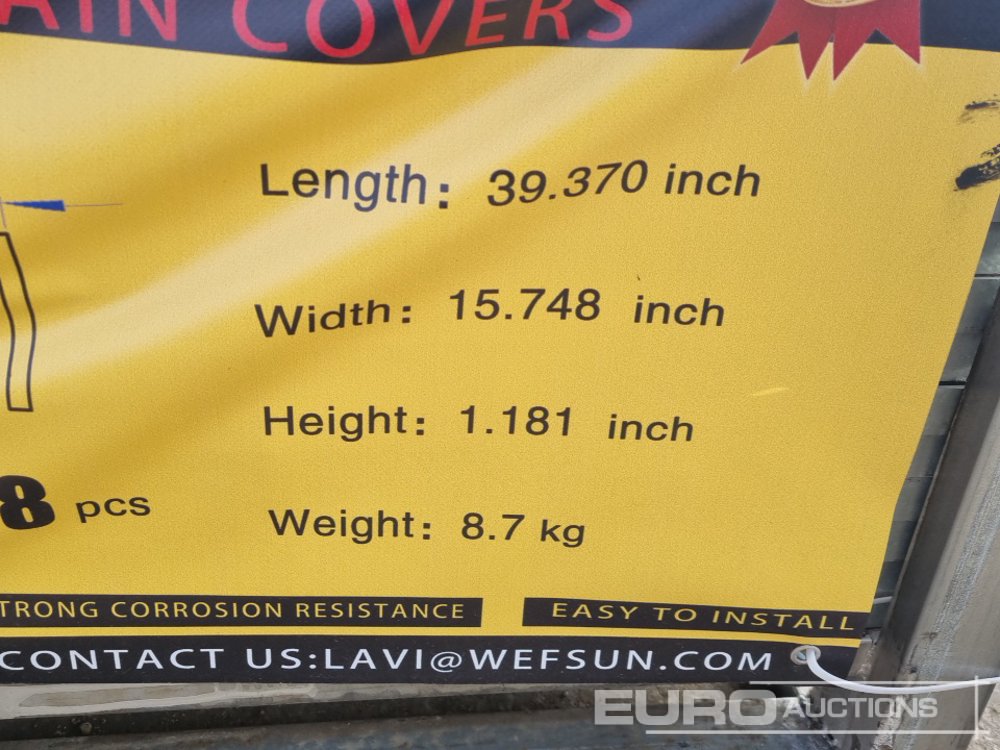 COVERS
Length: 39.370 inch
Width: 15.748 inch
Height: 1.181 inch
8 pcs
Weight: 8.7 kg
CORROSION RESISTANCE
EASY TO INSTALL
CONTACT US:LAVI@WEFSUN.COM
EURO AUCTIONS